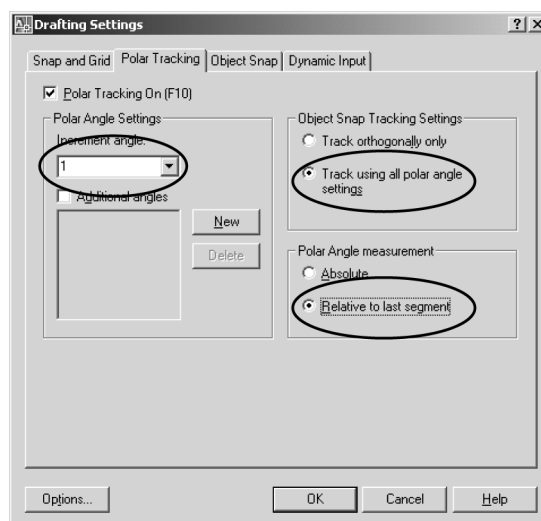 Drafting Settings
Snap and Grid Polar Tracking Object Snap Dynamic Input
Polar Tracking On (F10)
Polar Angle Settings
Increment angle:
1
Additional angles
New
Delete
Object Snap Tracking Settings
Track orthogonally only
Track using all polar angle
settings
Polar Angle measurement
Absolute
Relative to last segment
Options... OK Cancel Help